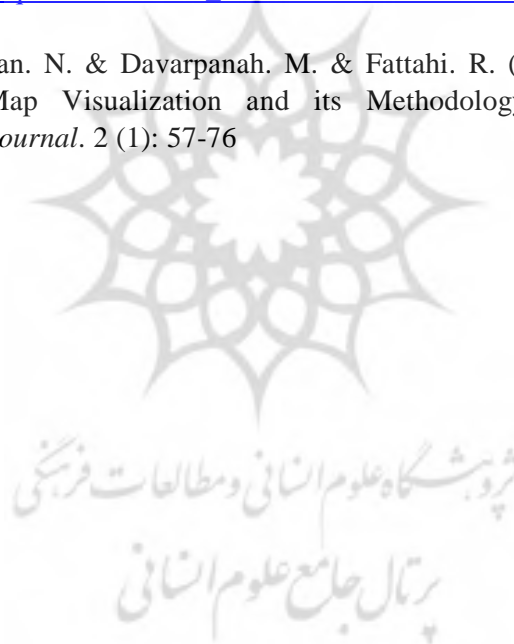 an. N. & Davarpanah. M. & Fattahi. R. (
Map Visualization and its Methodology
ournal. 2 (1): 57-76
پژوهشگاه علوم انسانی و مطالعات فرهنگی
پرتال جامع علوم انسانی